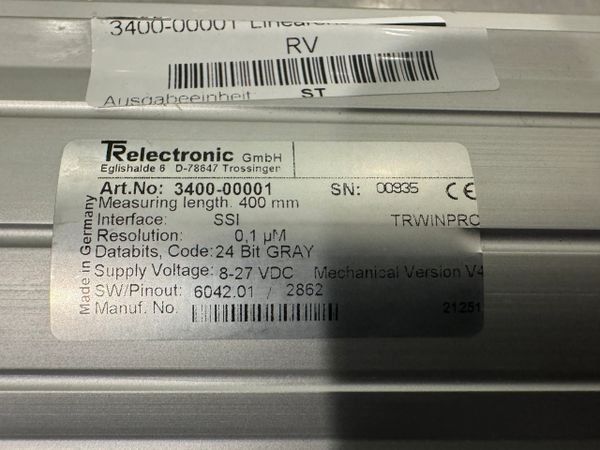 3400-00001
RV
Ausgabeeinheit ST
TRelectronic GmbH
Eglishalde 6 D-78647 Trossingen
Art.No: 3400-00001 SN: 00935 CE
Measuring length. 400 mm
Interface: SSI TRWINPRO
Resolution: 0,1 µM
Databits, Code: 24 Bit GRAY
Supply Voltage: 8-27 VDC Mechanical Version V4
SW/Pinout: 6042.01 / 2862
Manuf. No. 21251
Made in Germany